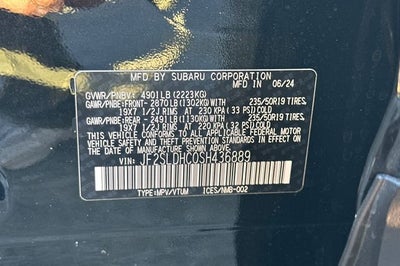 MFD BY SUBARU CORPORATION
MFD IN 06/24
GVWR/PNBV: 4901LB (2223KG)
GAWR/PNBE: FRONT- 2870LB (1302KG) WITH/AVEC 235/50R19 TIRES,
19X7 1/2J RIMS AT 230 KPA (33 PSI) COLD
GAWR/PNBE: REAR - 2491LB (1130KG) WITH/AVEC 235/50R19 TIRES,
19X7 1/2J RIMS AT 220 KPA (32 PSI) COLD
THIS VEHICLE CONFORMS TO ALL APPLICABLE
FEDERAL MOTOR VEHICLE SAFETY, BUMPER,
AND THEFT PREVENTION STANDARDS IN EFFECT
ON THE DATE OF MANUFACTURE SHOWN ABOVE.
VIN: JF2SLDHC0SH436889
TYPE: MPV/VTUM ICES/NMB-002